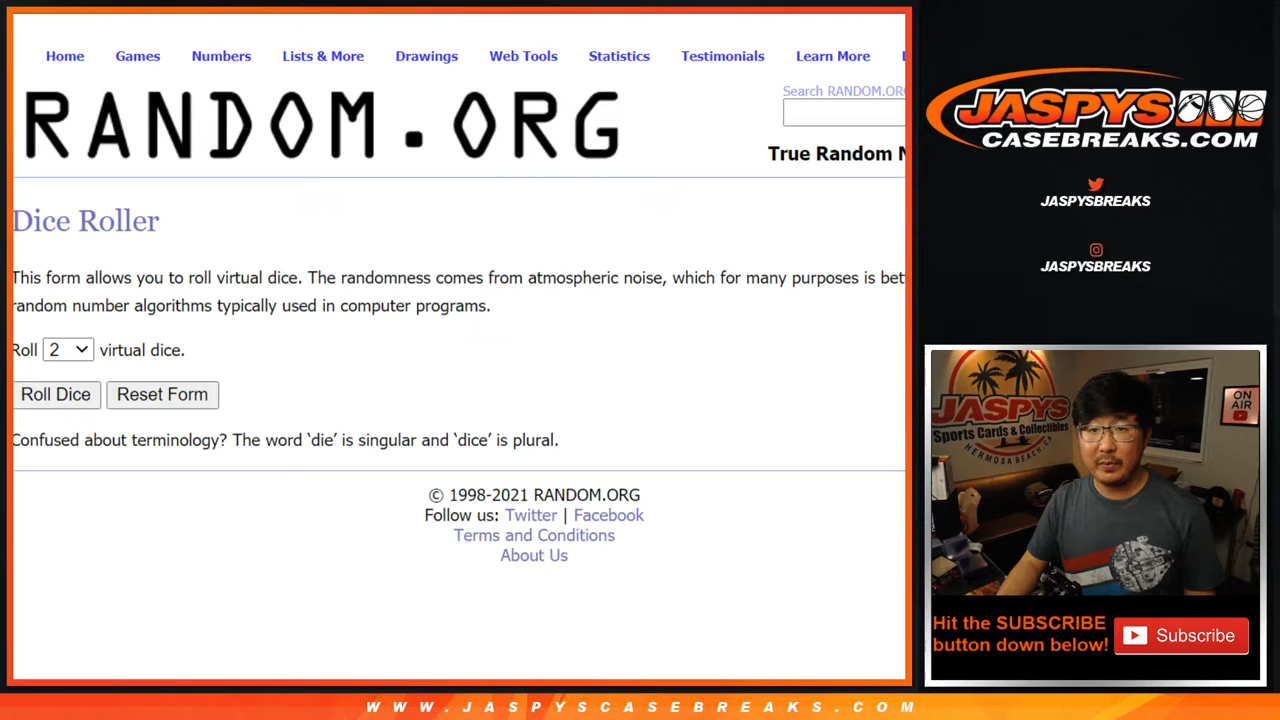 Home Games Numbers Lists & More Drawings Web Tools Statistics Testimonials Learn More
RANDOM.ORG
Search RANDOM.ORG
True Random N
Dice Roller
This form allows you to roll virtual dice. The randomness comes from atmospheric noise, which for many purposes is bet
random number algorithms typically used in computer programs.
Roll 2 virtual dice.
Roll Dice Reset Form
Confused about terminology? The word ‘die’ is singular and ‘dice’ is plural.
© 1998-2021 RANDOM.ORG
Follow us: Twitter | Facebook
Terms and Conditions
About Us
JASPYS
CASEBREAKS.COM
JASPYSBREAKS
JASPYSBREAKS
JASPYS
Sports Cards & Collectibles
HERMOSA BEACH, CA
ON AIR
Hit the SUBSCRIBE
button down below!
Subscribe
WWW.JASPYSCASEBREAKS.COM